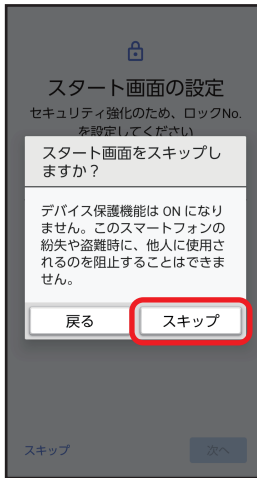 スタート画面の設定
セキュリティ強化のため、ロックNo.
を設定してください
スタート画面をスキップし
ますか？
デバイス保護機能は ON になり
ません。このスマートフォンの
紛失や盗難時に、他人に使用さ
れるのを阻止することはできま
せん。
戻る
スキップ
スキップ
次へ